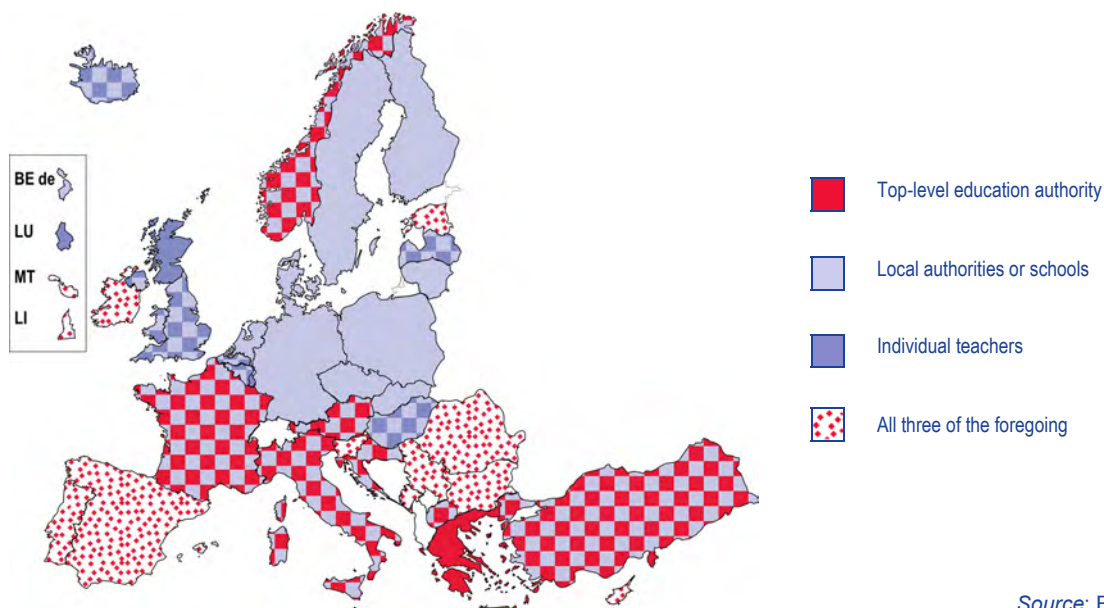 BE de
LU
MT
LI
Top-level education authority
Local authorities or schools
Individual teachers
All three of the foregoing
Source: